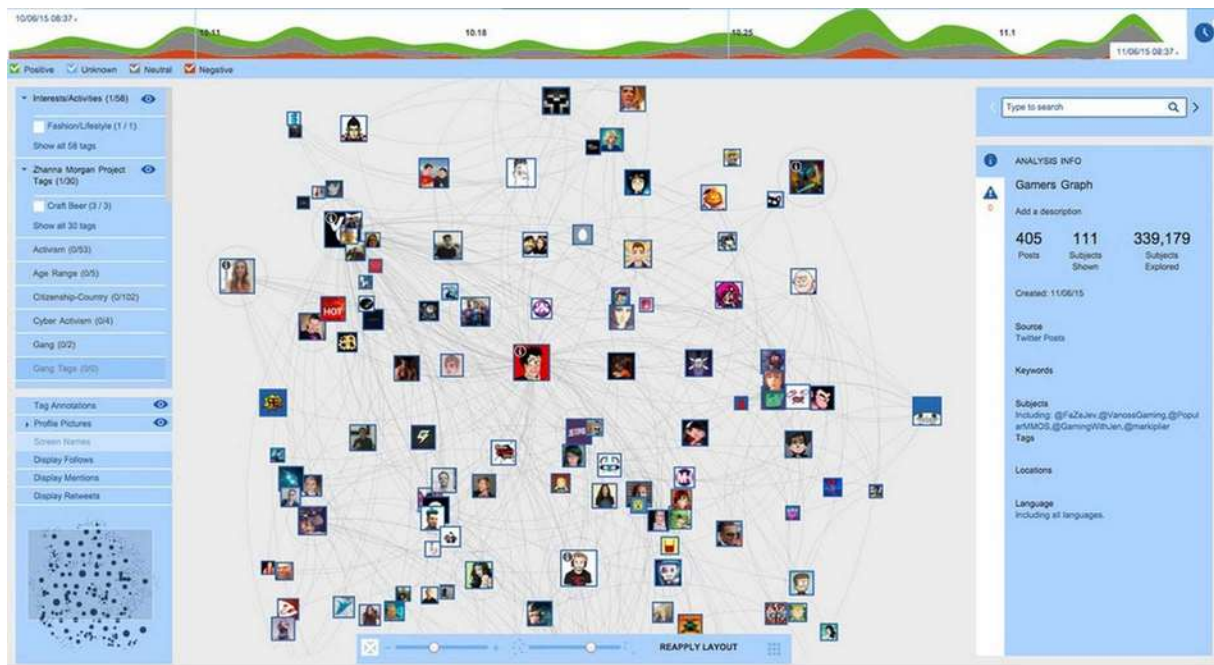 10/06/15 08:37
10.11
10.18
10.25
11.1
11/06/15 08:37
Positive
Unknown
Neutral
Negative
Interests/Activities (1/58)
Fashion/Lifestyle (1 / 1)
Show all 58 tags
Zhanna Morgan Project
Tags (1/30)
Craft Beer (3 / 3)
Show all 30 tags
Activism (0/53)
Age Range (0/5)
Citizenship-Country (0/102)
Cyber Activism (0/4)
Gang (0/2)
Gang Tags (0/0)
Tag Annotations
Profile Pictures
Screen Names
Display Follows
Display Mentions
Display Retweets
HOT
REAPPLY LAYOUT
Type to search
ANALYSIS INFO
Gamers Graph
0
Add a description
405
111
339,179
Posts
Subjects
Shown
Subjects
Explored
Created: 11/06/15
Source
Twitter Posts
Keywords
Subjects
Including: @FaZeJev,@VanossGaming,@Popul
arMMOS,@GamingWithJen,@markiplier
Tags
Locations
Language
Including all languages.